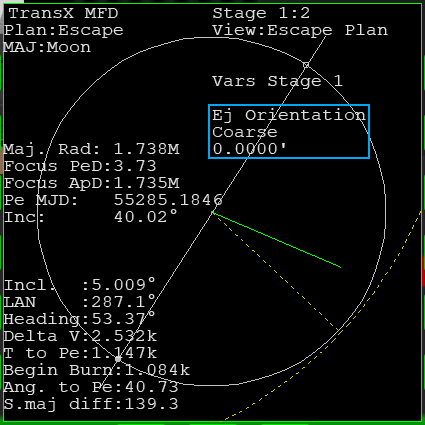 TransX MFD
Stage 1:2
Plan:Escape
View:Escape Plan
MAJ:Moon
Vars Stage 1
Ej Orientation
Coarse
0.0000'
Maj. Rad: 1.738M
Focus PeD:3.73
Focus ApD:1.735M
Pe MJD:   55285.1846
Inc:      40.02°
Incl.  :5.009°
LAN    :287.1°
Heading:53.37°
Delta V:2.532k
T to Pe:1.147k
Begin Burn:1.084k
Ang. to Pe:40.73
S.maj diff:139.3